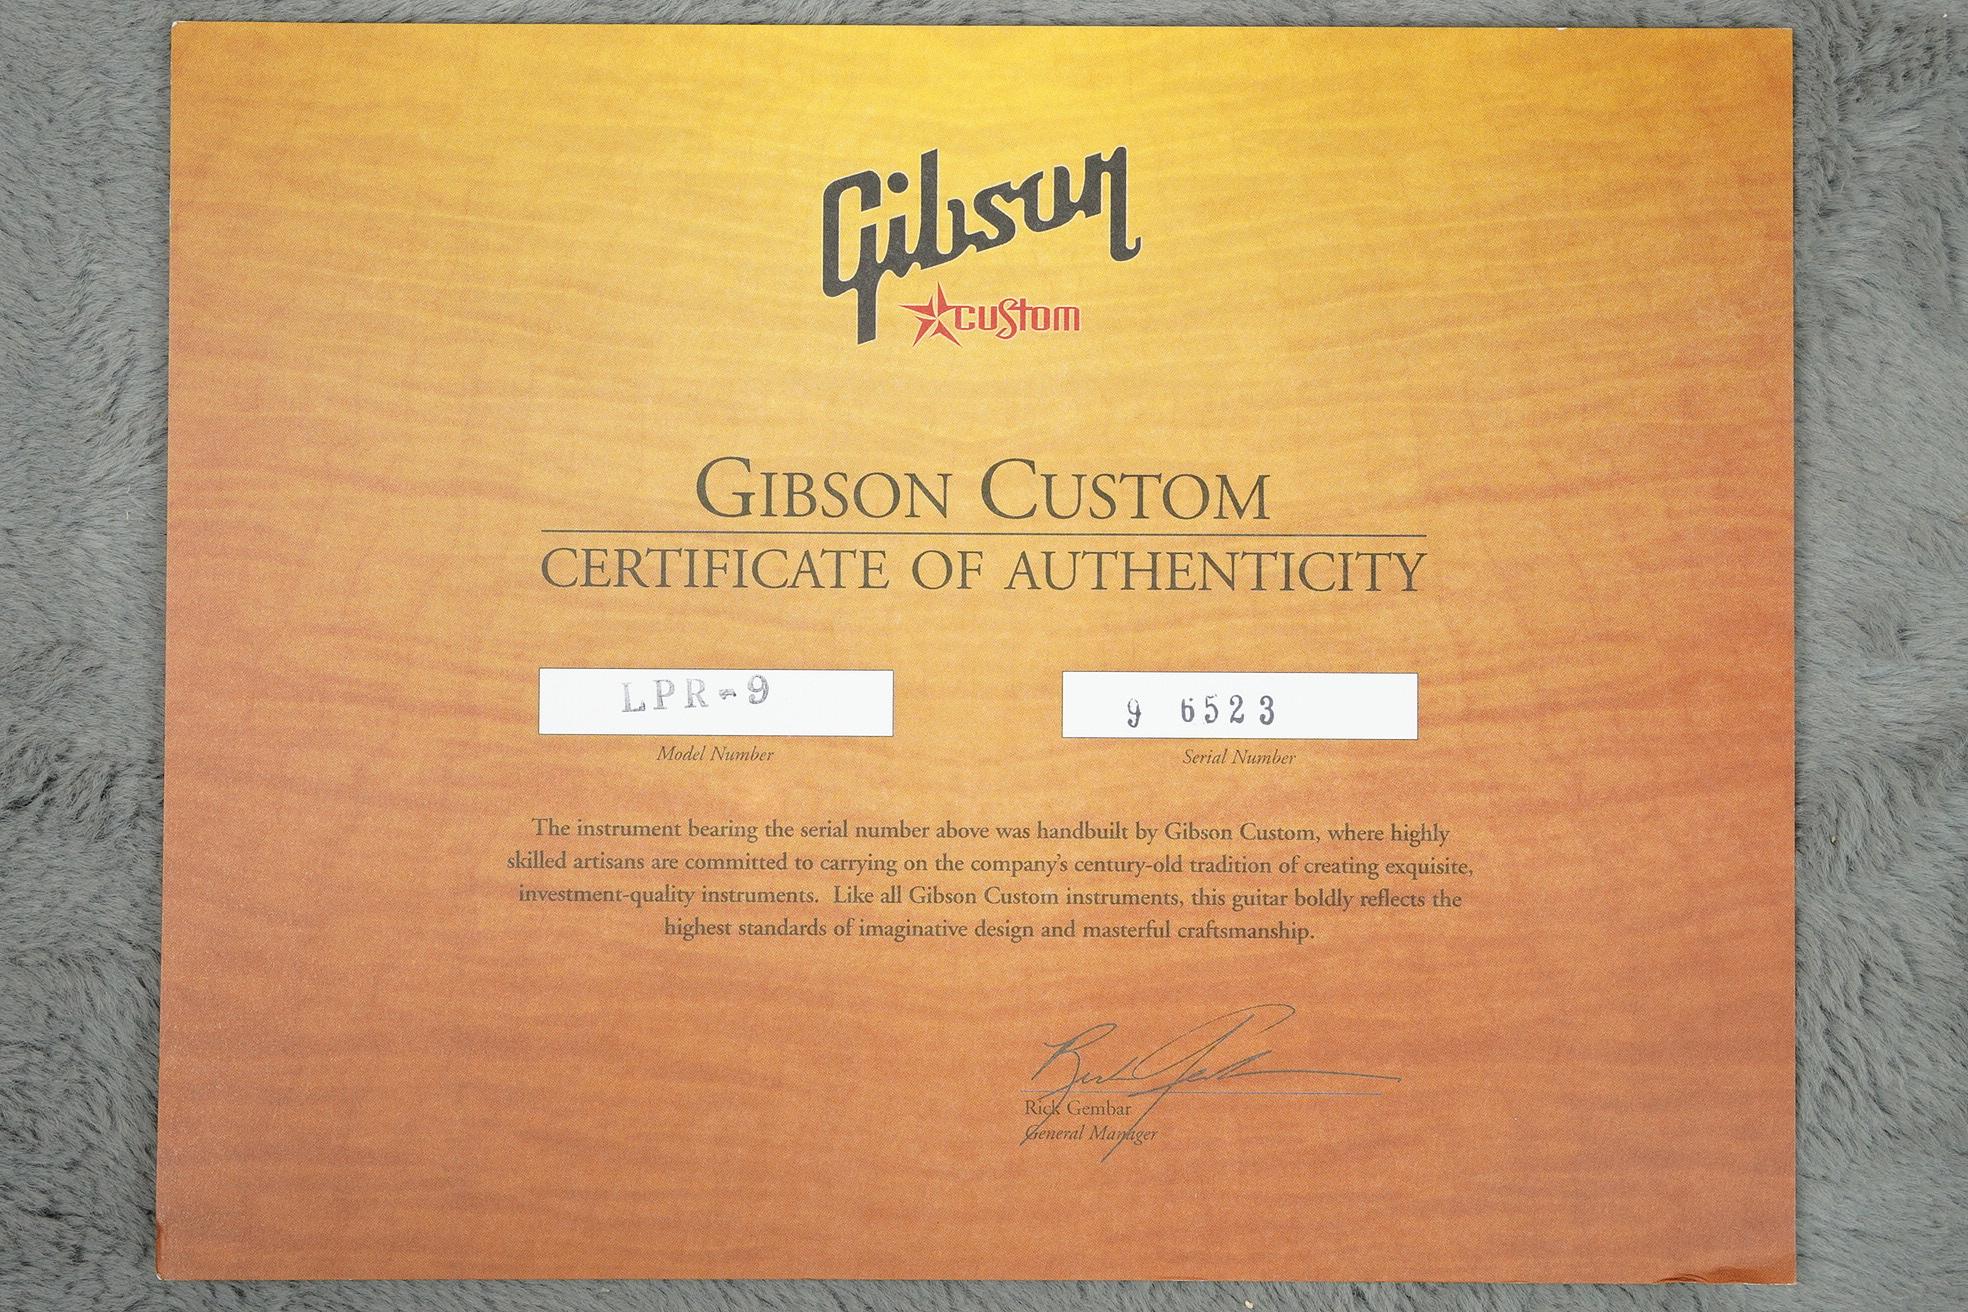 Gibson
custom
GIBSON CUSTOM
CERTIFICATE OF AUTHENTICITY
LPR-9
9 6523
Model Number
Serial Number
The instrument bearing the serial number above was handbuilt by Gibson Custom, where highly
skilled artisans are committed to carrying on the company's century-old tradition of creating exquisite,
investment-quality instruments. Like all Gibson Custom instruments, this guitar boldly reflects the
highest standards of imaginative design and masterful craftsmanship.
Rick Gembar
General Manager